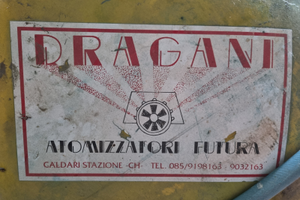 DRAGANI
ATOMIZZATORI FUTURA
CALDARI STAZIONE -CH- TEL. 085/9198163 9032163